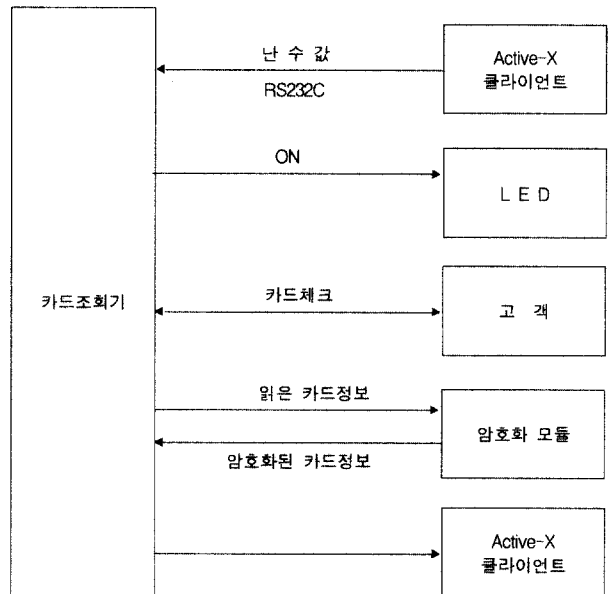 난 수 값
RS232C
Active-X
클라이언트
ON
L E D
카드조회기
카드체크
고 객
읽은 카드정보
암호화된 카드정보
암호화 모듈
Active-X
클라이언트